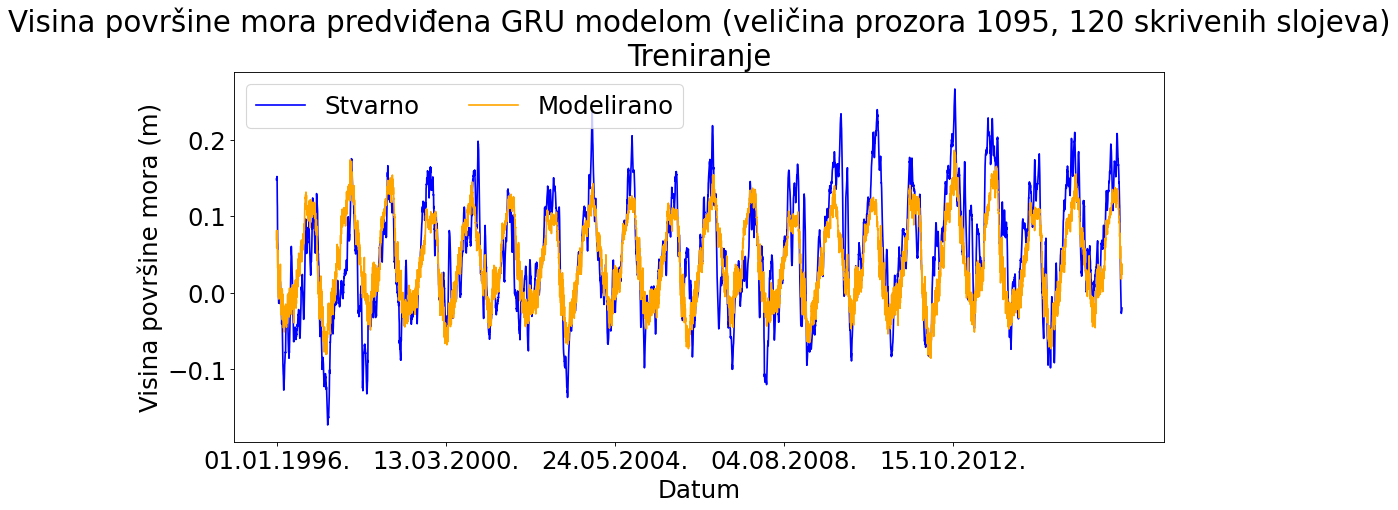 Visina površine mora predviđena GRU modelom (veličina prozora 1095, 120 skrivenih slojeva)
Treniranje
Stvarno
Modelirano
Visina površine mora (m)
0.2
0.1
0.0
−0.1
01.01.1996.
13.03.2000.
24.05.2004.
04.08.2008.
15.10.2012.
Datum